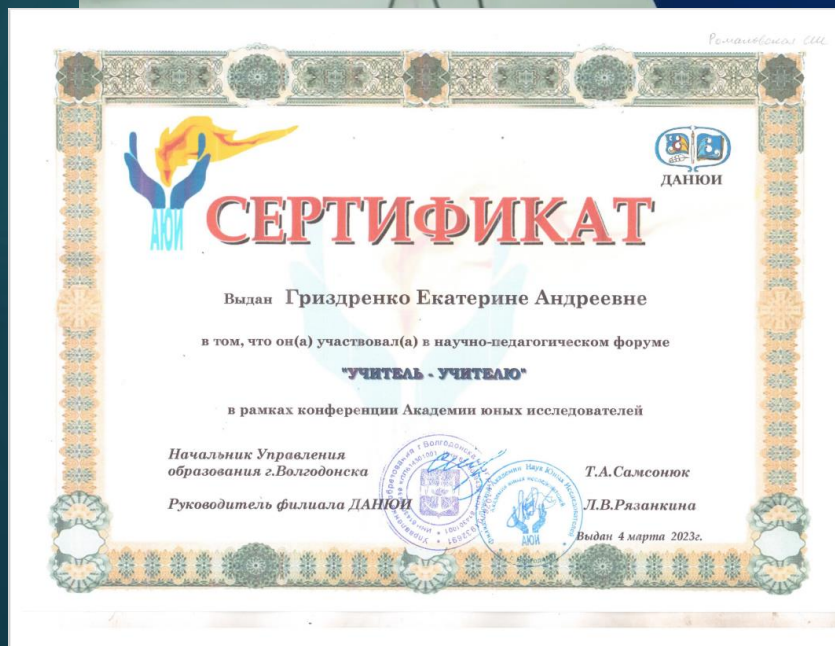 ДАНЮИ
АЮИ
СЕРТИФИКАТ
Выдан Гриздренко Екатерине Андреевне
в том, что он(а) участвовал(а) в научно-педагогическом форуме
"УЧИТЕЛЬ - УЧИТЕЛЮ"
в рамках конференции Академии юных исследователей
Начальник Управления
образования г.Волгодонска Т.А.Самсонюк
Руководитель филиала ДАНЮИ Л.В.Рязанкина
АЮИ
Выдан 4 марта 2023г.